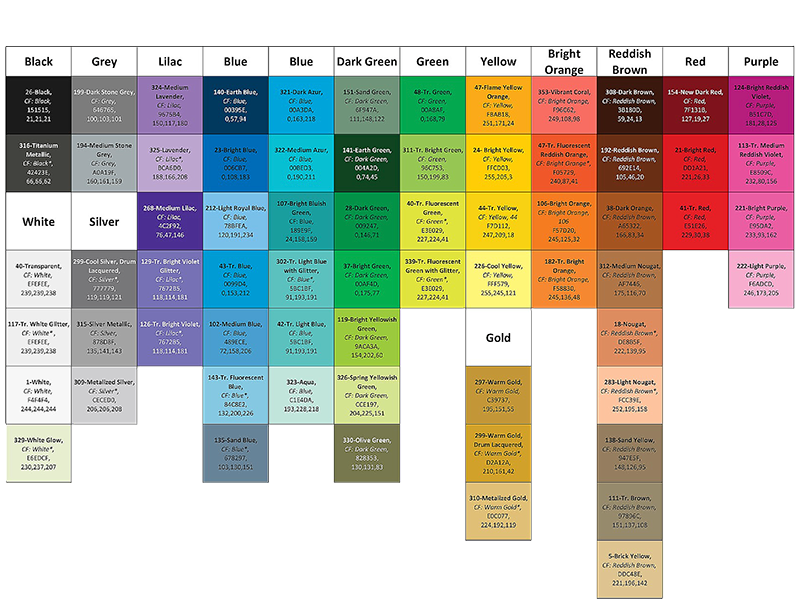 Black
Grey
Lilac
Blue
Blue
Dark Green
Green
Yellow
Bright
Orange
Reddish
Brown
Red
Purple
26-Black,
CF: Black,
151515,
21,21,21
199-Dark Stone Grey,
CF: Grey,
646765,
100,103,101
324-Medium
Lavender,
CF: Lilac,
9675B4,
150,117,180
140-Earth Blue,
CF: Blue,
00395E,
0,57,94
321-Dark Azur,
CF: Blue,
00A3DA,
0,163,218
151-Sand Green,
CF: Dark Green,
6F947A,
111,148,122
48-Tr. Green,
CF: Green,
00A84F,
0,168,79
47-Flame Yellow
Orange,
CF: Yellow,
FBAB18,
251,171,24
353-Vibrant Coral,
CF: Bright Orange,
F96C62,
249,108,98
308-Dark Brown,
CF: Reddish Brown,
3B180D,
59,24,13
154-New Dark Red,
CF: Red,
7F131B,
127,19,27
124-Bright Reddish
Violet,
CF: Purple,
B51C7D,
181,28,125
316-Titanium
Metallic,
CF: Black*,
42423E,
66,66,62
194-Medium Stone
Grey,
CF: Grey,
A0A19F,
160,161,159
325-Lavender,
CF: Lilac*,
BCA6D0,
188,166,208
23-Bright Blue,
CF: Blue,
006CB7,
0,108,183
322-Medium Azur,
CF: Blue,
00BED3,
0,190,211
141-Earth Green,
CF: Dark Green,
004A2D,
0,74,45
311-Tr. Bright Green,
CF: Green,
96C753,
150,199,83
24- Bright Yellow,
CF: Yellow,
FFCD03,
255,205,3
47-Tr. Fluorescent
Reddish Orange,
CF: Bright Orange*,
F05729,
240,87,41
192-Reddish Brown,
CF: Reddish Brown,
692E14,
105,46,20
21-Bright Red,
CF: Red,
DD1A21,
221,26,33
113-Tr. Medium
Reddish Violet,
CF: Purple,
E8509C,
232,80,156
White
Silver
268-Medium Lilac,
CF: Lilac,
4C2F92,
76,47,146
212-Light Royal Blue,
CF: Blue,
78BFEA,
120,191,234
107-Bright Bluish
Green,
CF: Blue,
189E9F,
24,158,159
28-Dark Green,
CF: Dark Green,
009247,
0,146,71
40-Tr. Fluorescent
Green,
CF: Green*,
E3E029,
227,224,41
44-Tr. Yellow,
CF: Yellow, 44
F7D112,
247,209,18
106-Bright Orange,
CF: Bright Orange,
106
F57D20,
245,125,32
38-Dark Orange,
CF: Reddish Brown,
A65322,
166,83,34
41-Tr. Red,
CF: Red,
E51E26,
229,30,38
221-Bright Purple,
CF: Purple,
E95DA2,
233,93,162
40-Transparent,
CF: White,
EFEFEE,
239,239,238
299-Cool Silver, Drum
Lacquered,
CF: Silver*,
777779,
119,119,121
129-Tr. Bright Violet
Glitter,
CF: Lilac*,
7672B5,
118,114,181
43-Tr. Blue,
CF: Blue,
0099D4,
0,153,212
302-Tr. Light Blue
with Glitter,
CF: Blue*,
5BC1BF,
91,193,191
37-Bright Green,
CF: Dark Green,
00AF4D,
0,175,77
339-Tr. Fluorescent
Green with Glitter,
CF: Green*,
E3E029,
227,224,41
226-Cool Yellow,
CF: Yellow,
FFF579,
255,245,121
182-Tr. Bright
Orange,
CF: Bright Orange,
F58830,
245,136,48
312-Medium Nougat,
CF: Reddish Brown,
AF7446,
175,116,70
222-Light Purple,
CF: Purple,
F6ADCD,
246,173,205
117-Tr. White Glitter,
CF: White*,
EFEFEE,
239,239,238
315-Silver Metallic,
CF: Silver,
878D8F,
135,141,143
126-Tr. Bright Violet,
CF: Lilac*,
7672B5,
118,114,181
102-Medium Blue,
CF: Blue,
489ECE,
72,158,206
42-Tr. Light Blue,
CF: Blue,
5BC1BF,
91,193,191
119-Bright Yellowish
Green,
CF: Dark Green,
9ACA3A,
154,202,60
Gold
18-Nougat,
CF: Reddish Brown*,
DE8B5F,
222,139,95
1-White,
CF: White,
F4F4F4,
244,244,244
309-Metalized Silver,
CF: Silver*,
CECED0,
206,206,208
143-Tr. Fluorescent
Blue,
CF: Blue*,
84C8E2,
132,200,226
323-Aqua,
CF: Blue,
C1E4DA,
193,228,218
326-Spring Yellowish
Green,
CF: Dark Green,
CCE197,
204,225,151
297-Warm Gold,
CF: Warm Gold,
C39737,
195,151,55
283-Light Nougat,
CF: Reddish Brown*,
FCC39E,
252,195,158
329-White Glow,
CF: White*,
E6EDCF,
230,237,207
135-Sand Blue,
CF: Blue*,
678297,
103,130,151
330-Olive Green,
CF: Dark Green,
828353,
130,131,83
299-Warm Gold,
Drum Lacquered,
CF: Warm Gold*,
D2A12A,
210,161,42
138-Sand Yellow,
CF: Reddish Brown,
947E5F,
148,126,95
310-Metalized Gold,
CF: Warm Gold*,
E0C077,
224,192,119
111-Tr. Brown,
CF: Reddish Brown,
97896C,
151,137,108
5-Brick Yellow,
CF: Reddish Brown,
DDC48E,
221,196,142